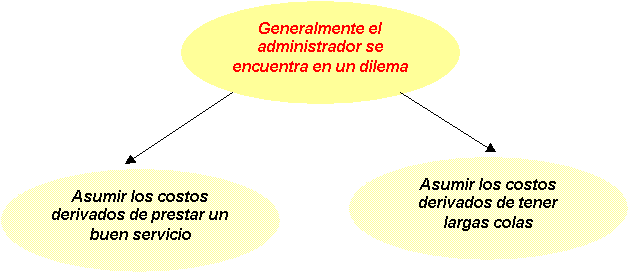 Generalmente el
administrador se
encuentra en un dilema
Asumir los costos
derivados de prestar un
buen servicio
Asumir los costos
derivados de tener
largas colas